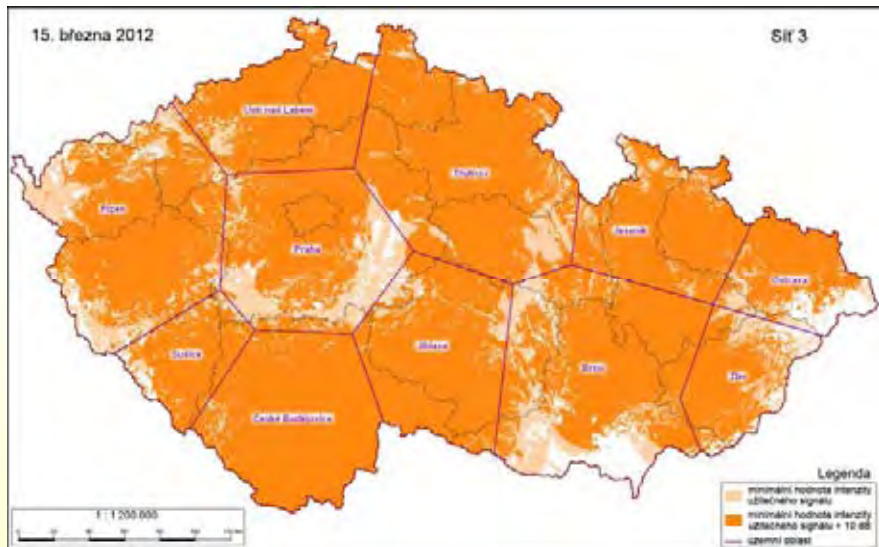 15. března 2012
Síť 3
Ústí nad Labem
Plzeň
Trutnov
Praha
Jeseník
Ostrava
Sušice
Jihlava
Brno
Zlín
České Budějovice
Legenda
minimální hodnota intenzity
užitečného signálu
minimální hodnota intenzity
užitečného signálu + 10 dB
územní oblast
1 : 1 200 000